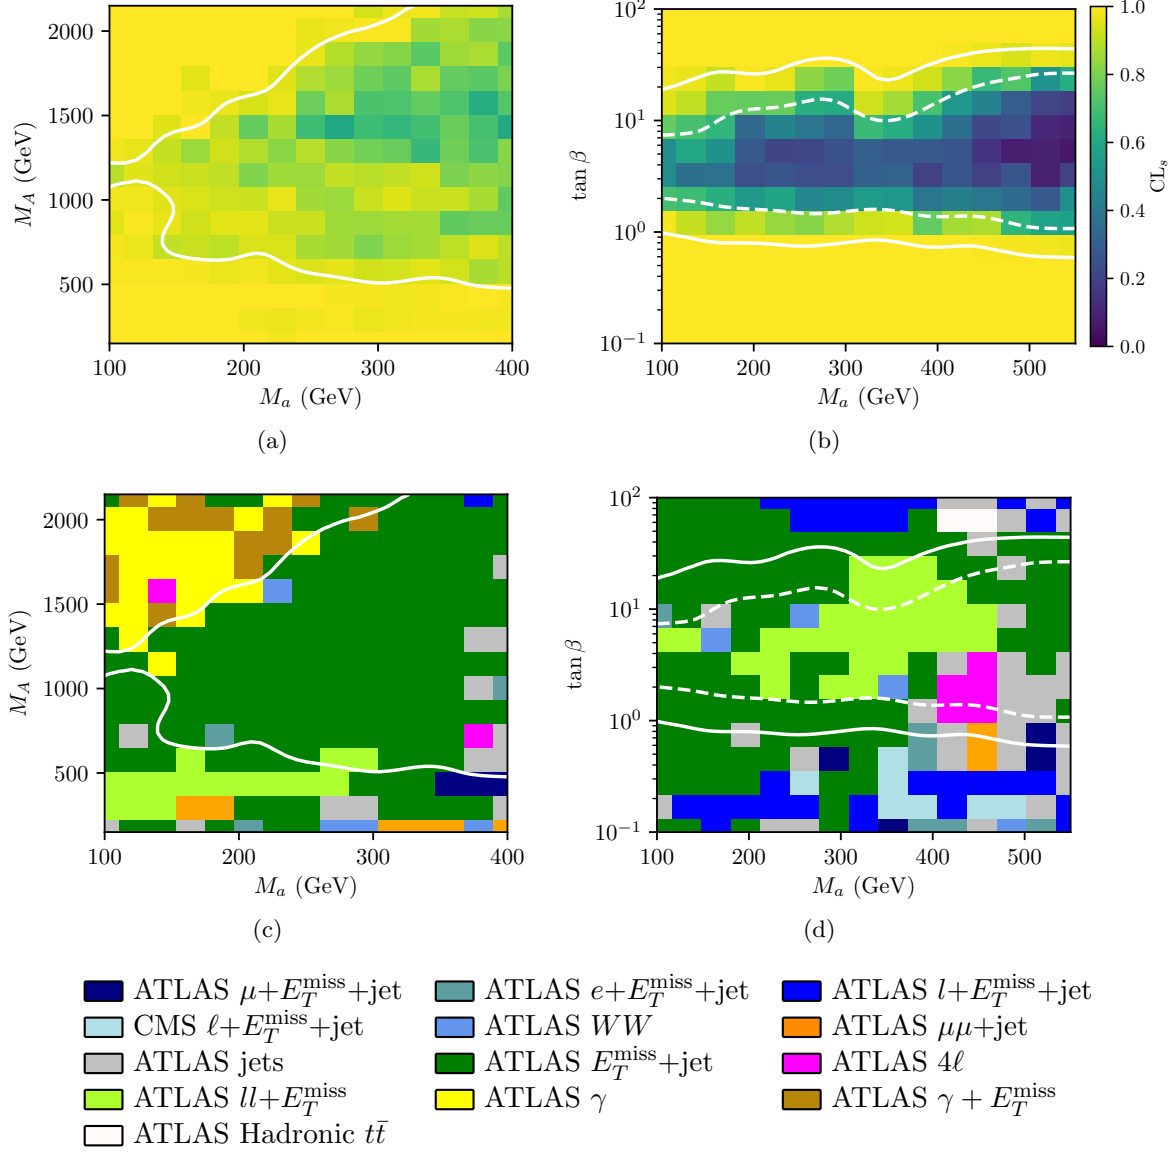 2000
1500
1000
500
M_A (GeV)
100 200 300 400
M_a (GeV)
(a)
10^2
10^1
10^0
10^{-1}
tan β
100 200 300 400 500
M_a (GeV)
(b)
1.0
0.8
0.6
0.4
0.2
0.0
CL_s
2000
1500
1000
500
M_A (GeV)
100 200 300 400
M_a (GeV)
(c)
10^2
10^1
10^0
10^{-1}
tan β
100 200 300 400 500
M_a (GeV)
(d)
ATLAS μ+E_T^{miss}+jet
ATLAS e+E_T^{miss}+jet
ATLAS l+E_T^{miss}+jet
CMS ℓ+E_T^{miss}+jet
ATLAS WW
ATLAS μμ+jet
ATLAS jets
ATLAS E_T^{miss}+jet
ATLAS 4ℓ
ATLAS ll+E_T^{miss}
ATLAS γ
ATLAS γ + E_T^{miss}
ATLAS Hadronic tt̄